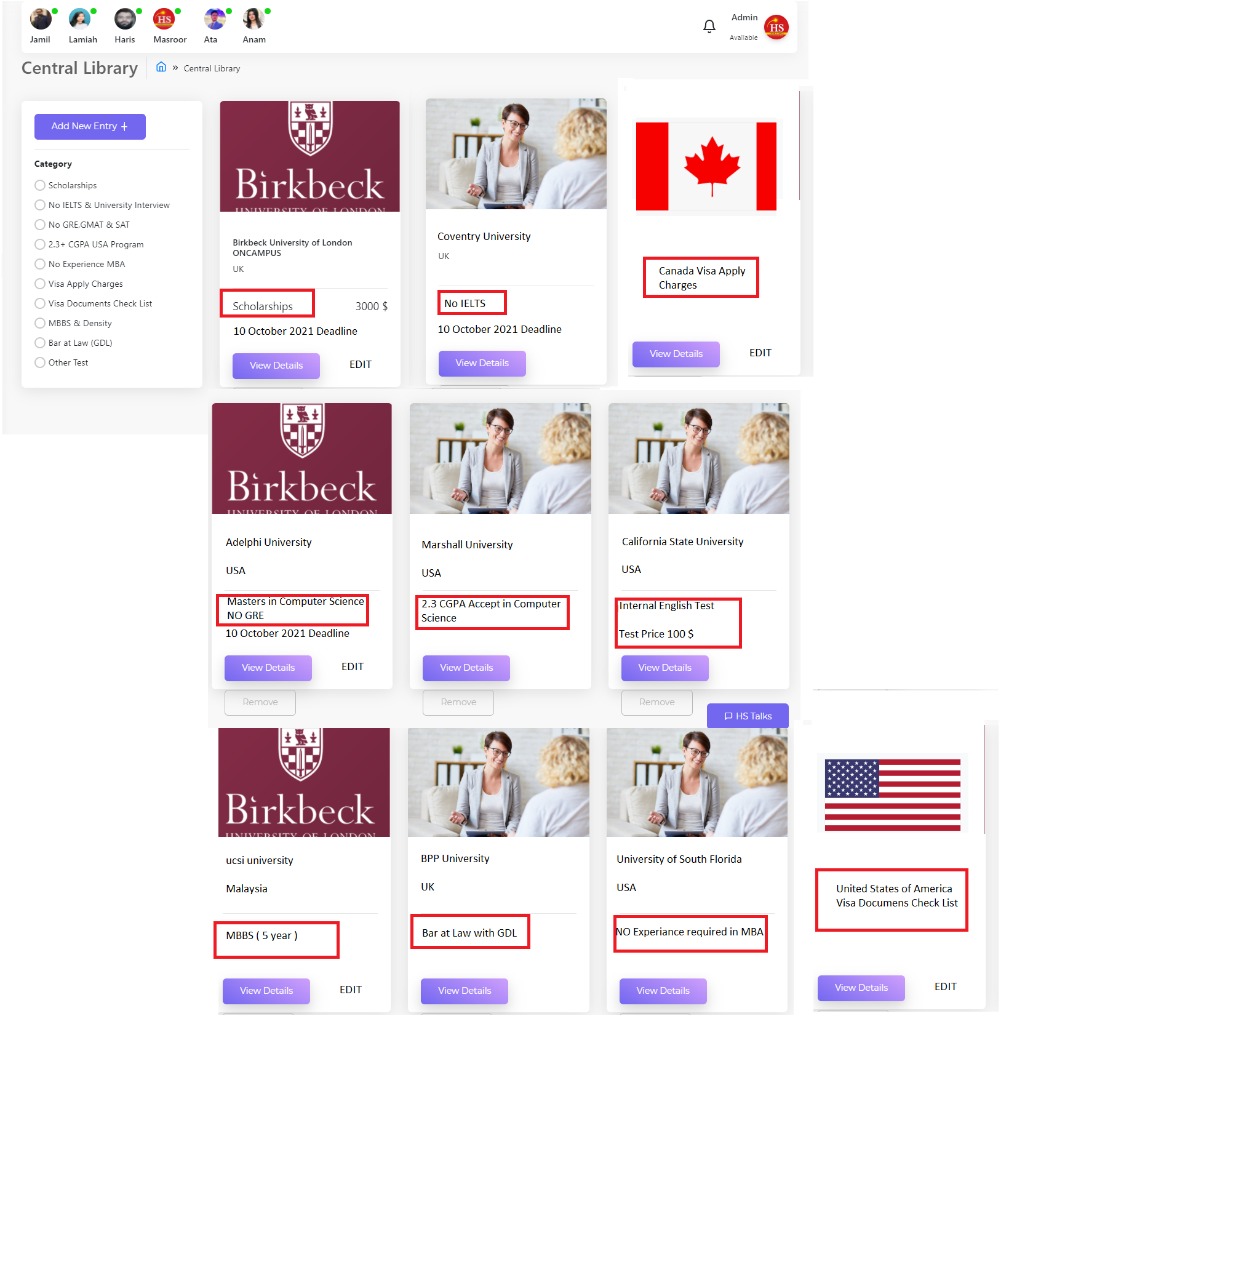 Jamil
Lamiah
Haris
HS
Masroor
Ata
Anam
Admin
Available
HS
Central Library
» Central Library
Add New Entry +
Category
Scholarships
No IELTS & University Interview
No GRE.GMAT & SAT
2.3+ CGPA USA Program
No Experience MBA
Visa Apply Charges
Visa Documents Check List
MBBS & Density
Bar at Law (GDL)
Other Test
Birkbeck
UNIVERSITY OF LONDON
Birkbeck University of London
ONCAMPUS
UK
Scholarships
3000 $
10 October 2021 Deadline
View Details
EDIT
Coventry University
UK
No IELTS
10 October 2021 Deadline
View Details
Canada Visa Apply
Charges
View Details
EDIT
Birkbeck
UNIVERSITY OF LONDON
Adelphi University
USA
Masters in Computer Science
NO GRE
10 October 2021 Deadline
View Details
EDIT
Remove
Marshall University
USA
2.3 CGPA Accept in Computer
Science
View Details
Remove
California State University
USA
Internal English Test
Test Price 100 $
View Details
Remove
HS Talks
Birkbeck
UNIVERSITY OF LONDON
ucsi university
Malaysia
MBBS ( 5 year )
View Details
EDIT
BPP University
UK
Bar at Law with GDL
View Details
University of South Florida
USA
NO Experiance required in MBA
View Details
United States of America
Visa Documens Check List
View Details
EDIT